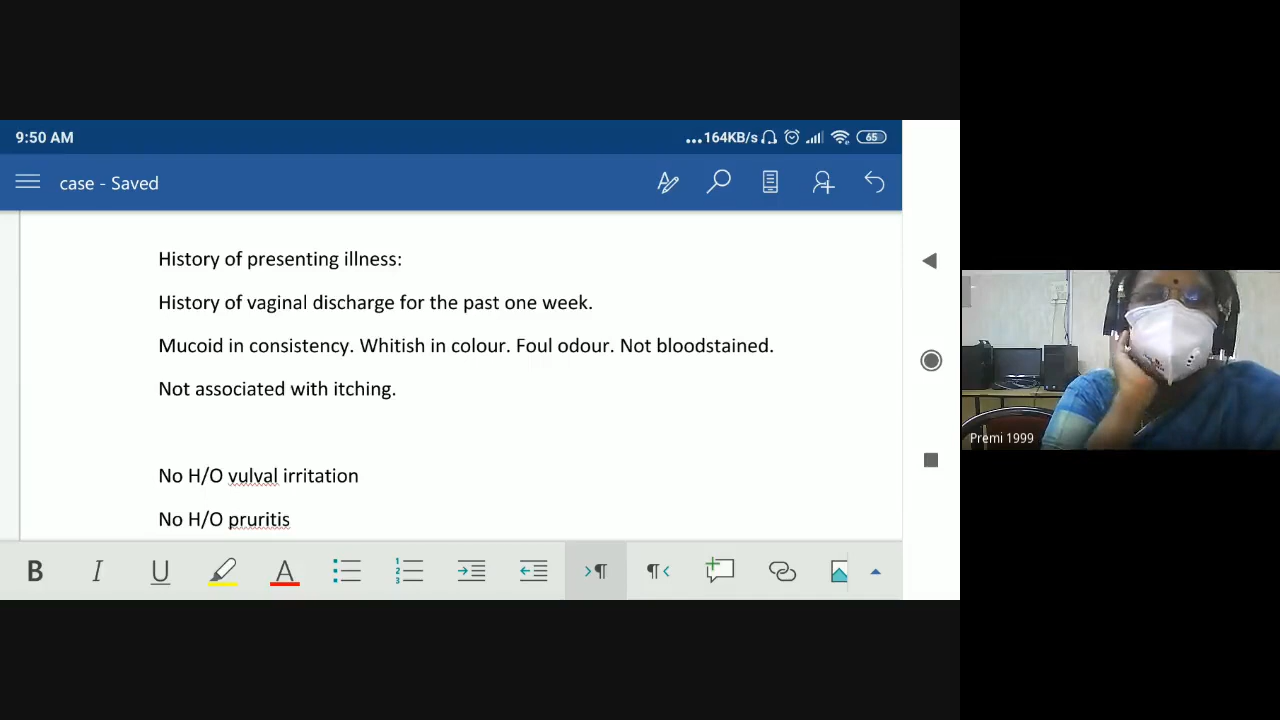 9:50 AM
...164KB/s
65
case - Saved
History of presenting illness:
History of vaginal discharge for the past one week.
Mucoid in consistency. Whitish in colour. Foul odour. Not bloodstained.
Not associated with itching.
No H/O vulval irritation
No H/O pruritis
B I U A
Premi 1999